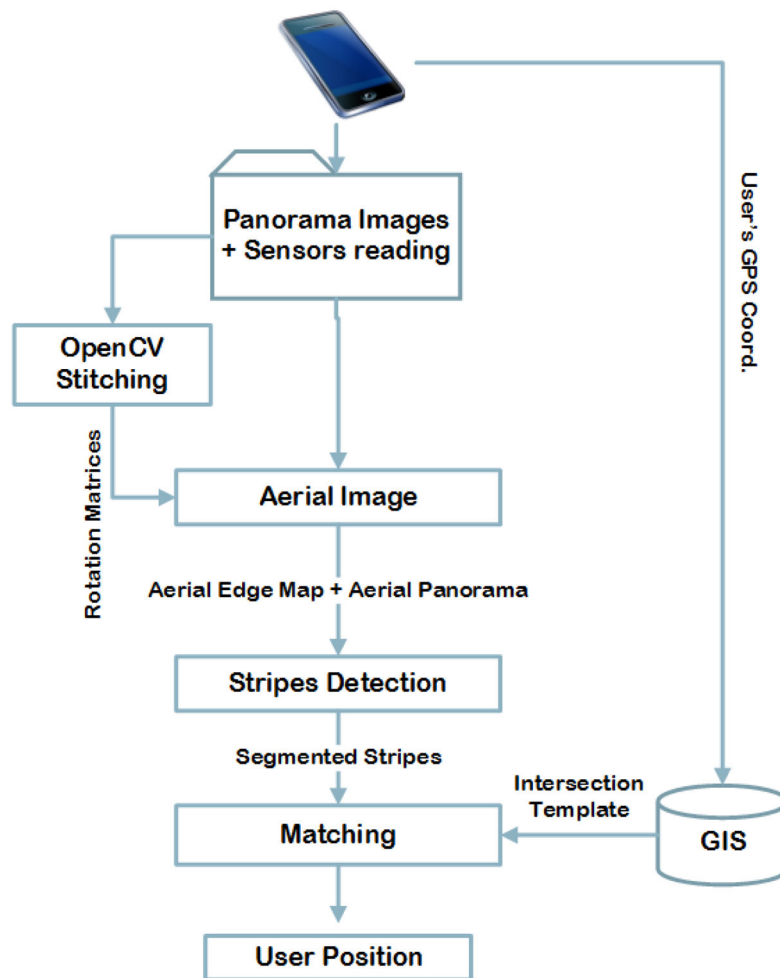 Panorama Images
+ Sensors reading
User's GPS Coord.
OpenCV
Stitching
Rotation Matrices
Aerial Image
Aerial Edge Map + Aerial Panorama
Stripes Detection
Segmented Stripes
Intersection
Template
Matching
GIS
User Position